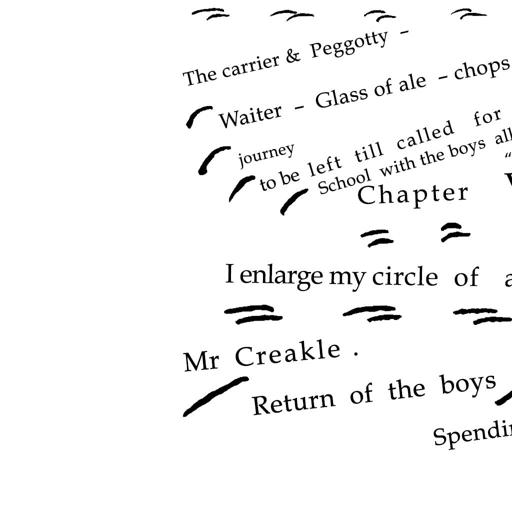 The carrier & Peggotty –
Waiter – Glass of ale – chops
journey
to be left till called for
School with the boys all
Chapter
I enlarge my circle of a
Mr Creakle .
Return of the boys